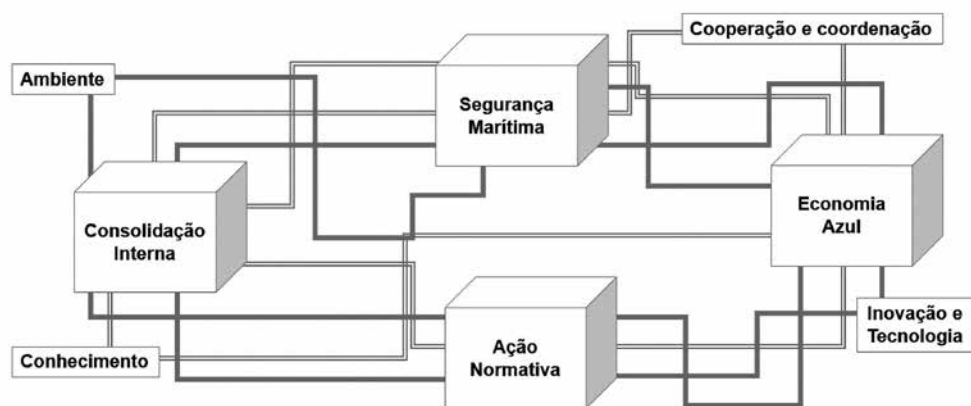 Cooperação e coordenação
Ambiente
Segurança
Marítima
Consolidação
Interna
Economia
Azul
Inovação e
Tecnologia
Ação
Normativa
Conhecimento